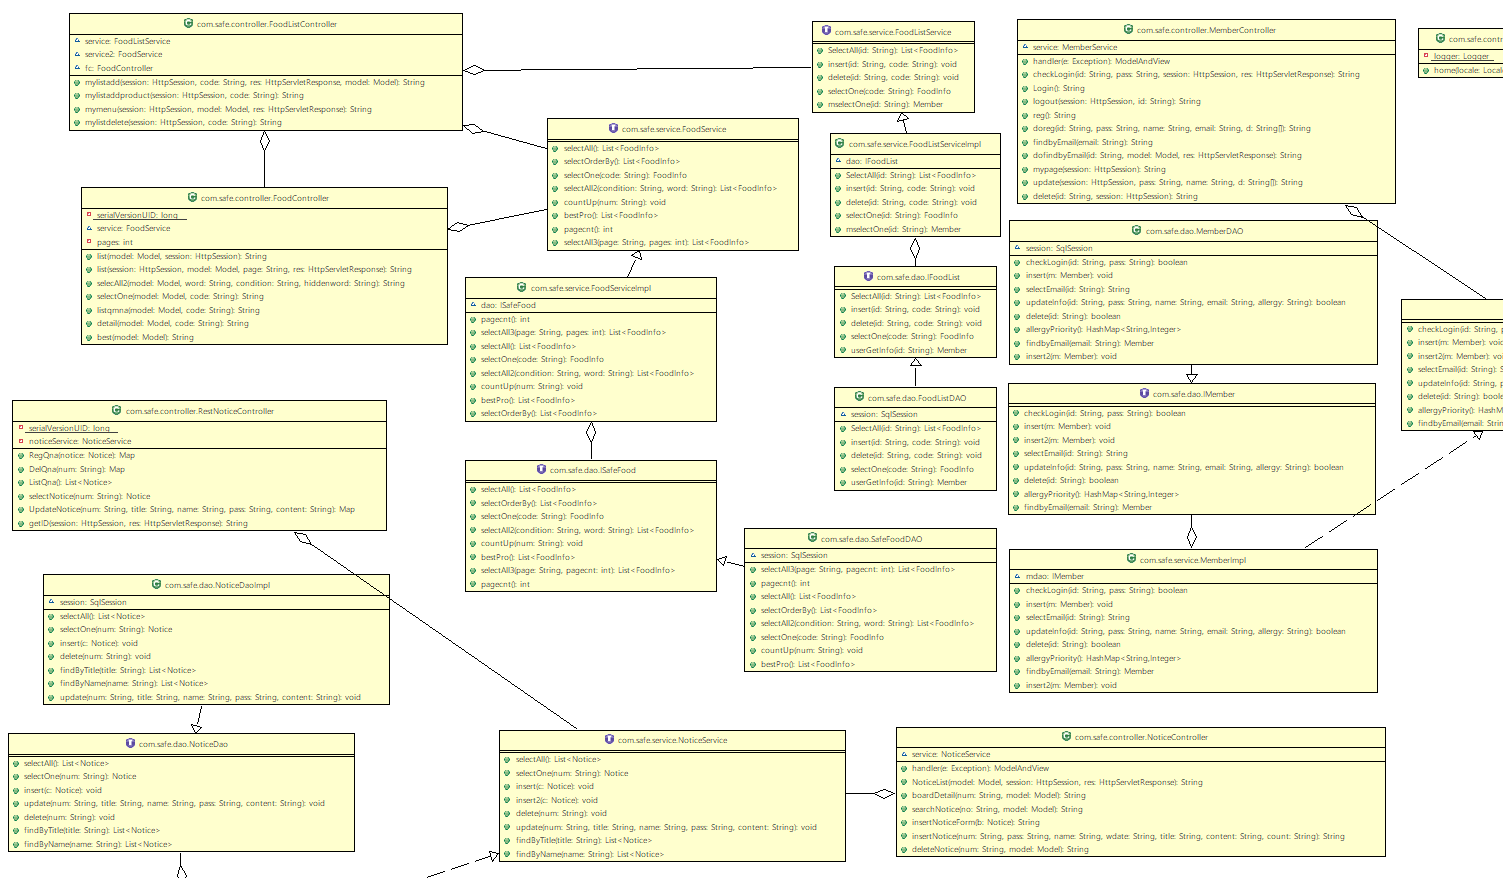 com.safe.controller.FoodListController
service: FoodListService
service2: FoodService
fc: FoodController
mylistadd(session: HttpSession, code: String, res: HttpServletResponse, model: Model): String
mylistaddproduct(session: HttpSession, code: String): String
mymenu(session: HttpSession, model: Model, res: HttpServletResponse): String
mylistdelete(session: HttpSession, code: String): String
com.safe.service.FoodListService
SelectAll(id: String): List<FoodInfo>
insert(id: String, code: String): void
delete(id: String, code: String): void
selectOne(code: String): FoodInfo
mselectOne(id: String): Member
com.safe.controller.MemberController
service: MemberService
handler(e: Exception): ModelAndView
checkLogin(id: String, pass: String, session: HttpSession, res: HttpServletResponse): String
Login(): String
logout(session: HttpSession, id: String): String
reg(): String
doreg(id: String, pass: String, name: String, email: String, d: String[]): String
findbyEmail(email: String): String
dofindbyEmail(id: String, model: Model, res: HttpServletResponse): String
mypage(session: HttpSession): String
update(session: HttpSession, pass: String, name: String, d: String[]): String
delete(id: String, session: HttpSession): String
com.safe.contr
logger: Logger
home(locale: Local
com.safe.service.FoodService
selectAll(): List<FoodInfo>
selectOrderBy(): List<FoodInfo>
selectOne(code: String): FoodInfo
selectAll2(condition: String, word: String): List<FoodInfo>
countUp(num: String): void
bestPro(): List<FoodInfo>
pagecnt(): int
selectAll3(page: String, pages: int): List<FoodInfo>
com.safe.service.FoodListServiceImpl
dao: IFoodList
SelectAll(id: String): List<FoodInfo>
insert(id: String, code: String): void
delete(id: String, code: String): void
selectOne(id: String): FoodInfo
mselectOne(id: String): Member
com.safe.controller.FoodController
serialVersionUID: long
service: FoodService
pages: int
list(model: Model, session: HttpSession): String
list(session: HttpSession, model: Model, page: String, res: HttpServletResponse): String
selecAll2(model: Model, word: String, condition: String, hiddenword: String): String
selectOne(model: Model, code: String): String
listqmna(model: Model, code: String): String
detail(model: Model, code: String): String
best(model: Model): String
com.safe.dao.MemberDAO
session: SqlSession
checkLogin(id: String, pass: String): boolean
insert(m: Member): void
selectEmail(id: String): String
updateInfo(id: String, pass: String, name: String, email: String, allergy: String): boolean
delete(id: String): boolean
allergyPriority(): HashMap<String,Integer>
findbyEmail(email: String): Member
insert2(m: Member): void
com.safe.service.FoodServiceImpl
dao: ISafeFood
pagecnt(): int
selectAll3(page: String, pages: int): List<FoodInfo>
selectAll(): List<FoodInfo>
selectOne(code: String): FoodInfo
selectAll2(condition: String, word: String): List<FoodInfo>
countUp(num: String): void
bestPro(): List<FoodInfo>
selectOrderBy(): List<FoodInfo>
com.safe.dao.IFoodList
SelectAll(id: String): List<FoodInfo>
insert(id: String, code: String): void
delete(id: String, code: String): void
selectOne(code: String): FoodInfo
userGetInfo(id: String): Member
checkLogin(id: String, p
insert(m: Member): voic
insert2(m: Member): voi
selectEmail(id: String): S
updateInfo(id: String, p
delete(id: String): boole
allergyPriority(): HashM
findbyEmail(email: Strin
com.safe.dao.IMember
checkLogin(id: String, pass: String): boolean
insert(m: Member): void
insert2(m: Member): void
selectEmail(id: String): String
updateInfo(id: String, pass: String, name: String, email: String, allergy: String): boolean
delete(id: String): boolean
allergyPriority(): HashMap<String,Integer>
findbyEmail(email: String): Member
com.safe.dao.FoodListDAO
session: SqlSession
SelectAll(id: String): List<FoodInfo>
insert(id: String, code: String): void
delete(id: String, code: String): void
selectOne(code: String): FoodInfo
userGetInfo(id: String): Member
com.safe.controller.RestNoticeController
serialVersionUID: long
noticeService: NoticeService
RegQna(notice: Notice): Map
DelQna(num: String): Map
ListQna(): List<Notice>
selectNotice(num: String): Notice
UpdateNotice(num: String, title: String, name: String, pass: String, content: String): Map
getID(session: HttpSession, res: HttpServletResponse): String
com.safe.dao.ISafeFood
selectAll(): List<FoodInfo>
selectOrderBy(): List<FoodInfo>
selectOne(code: String): FoodInfo
selectAll2(condition: String, word: String): List<FoodInfo>
countUp(num: String): void
bestPro(): List<FoodInfo>
selectAll3(page: String, pagecnt: int): List<FoodInfo>
pagecnt(): int
com.safe.dao.SafeFoodDAO
session: SqlSession
selectAll3(page: String, pagecnt: int): List<FoodInfo>
pagecnt(): int
selectAll(): List<FoodInfo>
selectOrderBy(): List<FoodInfo>
selectAll2(condition: String, word: String): List<FoodInfo>
selectOne(code: String): FoodInfo
countUp(num: String): void
bestPro(): List<FoodInfo>
com.safe.service.MemberImpl
mdao: IMember
checkLogin(id: String, pass: String): boolean
insert(m: Member): void
selectEmail(id: String): String
updateInfo(id: String, pass: String, name: String, email: String, allergy: String): boolean
delete(id: String): boolean
allergyPriority(): HashMap<String,Integer>
findbyEmail(email: String): Member
insert2(m: Member): void
com.safe.dao.NoticeDaoImpl
session: SqlSession
selectAll(): List<Notice>
selectOne(num: String): Notice
insert(c: Notice): void
delete(num: String): void
findByTitle(title: String): List<Notice>
findByName(name: String): List<Notice>
update(num: String, title: String, name: String, pass: String, content: String): void
com.safe.dao.NoticeDao
selectAll(): List<Notice>
selectOne(num: String): Notice
insert(c: Notice): void
update(num: String, title: String, name: String, pass: String, content: String): void
delete(num: String): void
findByTitle(title: String): List<Notice>
findByName(name: String): List<Notice>
com.safe.service.NoticeService
selectAll(): List<Notice>
selectOne(num: String): Notice
insert(c: Notice): void
insert2(c: Notice): void
delete(num: String): void
update(num: String, title: String, name: String, pass: String, content: String): void
findByTitle(title: String): List<Notice>
findByName(name: String): List<Notice>
com.safe.controller.NoticeController
service: NoticeService
handler(e: Exception): ModelAndView
NoticeList(model: Model, session: HttpSession, res: HttpServletResponse): String
boardDetail(num: String, model: Model): String
searchNotice(no: String, model: Model): String
insertNoticeForm(b: Notice): String
insertNotice(num: String, pass: String, name: String, wdate: String, title: String, content: String, count: String): String
deleteNotice(num: String, model: Model): String